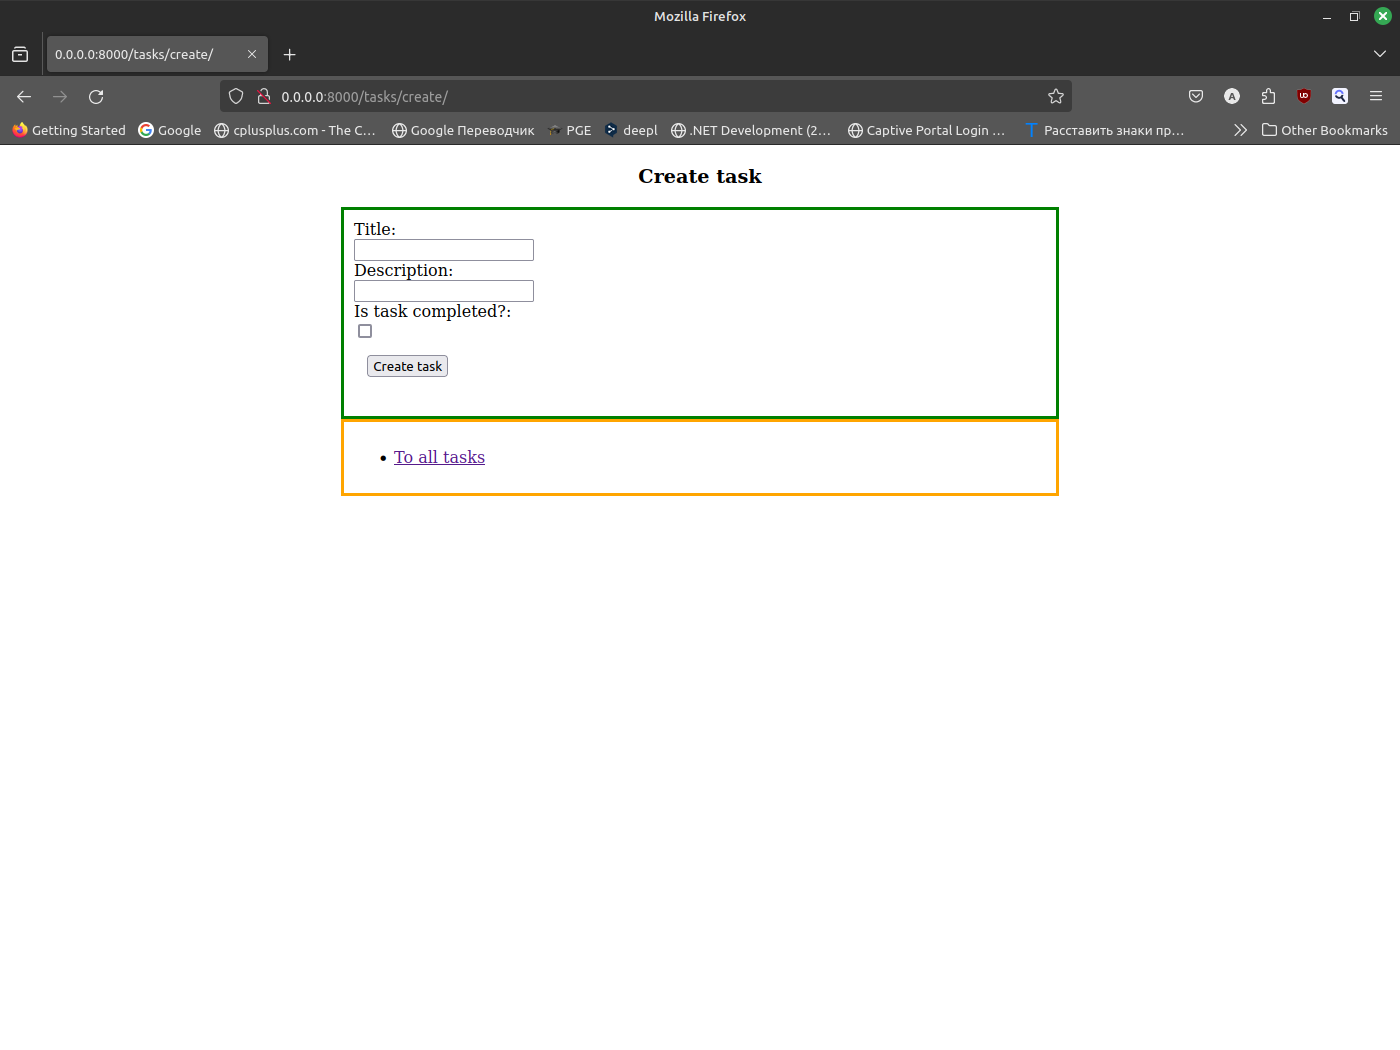 Mozilla Firefox
0.0.0.0:8000/tasks/create/
0.0.0.0:8000/tasks/create/
A
Getting Started Google cplusplus.com - The C… Google Переводчик PGE deepl .NET Development (2… Captive Portal Login … T Расставить знаки пр… Other Bookmarks
Create task
Title:
Description:
Is task completed?:
Create task
To all tasks